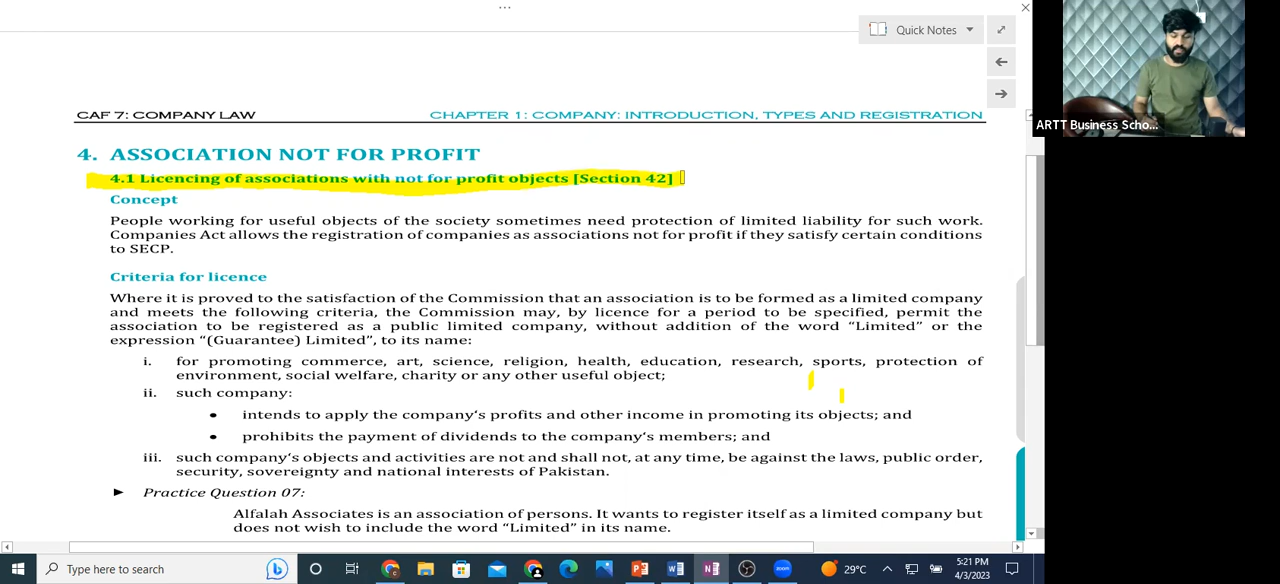 Quick Notes
ARTT Business Scho...
CAF 7: COMPANY LAW
CHAPTER 1: COMPANY: INTRODUCTION, TYPES AND REGISTRATION
4. ASSOCIATION NOT FOR PROFIT
4.1 Licencing of associations with not for profit objects [Section 42]
Concept
People working for useful objects of the society sometimes need protection of limited liability for such work.
Companies Act allows the registration of companies as associations not for profit if they satisfy certain conditions
to SECP.
Criteria for licence
Where it is proved to the satisfaction of the Commission that an association is to be formed as a limited company
and meets the following criteria, the Commission may, by licence for a period to be specified, permit the
association to be registered as a public limited company, without addition of the word “Limited” or the
expression “(Guarantee) Limited”, to its name:
i. for promoting commerce, art, science, religion, health, education, research, sports, protection of
environment, social welfare, charity or any other useful object;
ii. such company:
• intends to apply the company’s profits and other income in promoting its objects; and
• prohibits the payment of dividends to the company’s members; and
iii. such company’s objects and activities are not and shall not, at any time, be against the laws, public order,
security, sovereignty and national interests of Pakistan.
► Practice Question 07:
Alfalah Associates is an association of persons. It wants to register itself as a limited company but
does not wish to include the word “Limited” in its name.
Type here to search
29°C
5:21 PM
4/3/2023